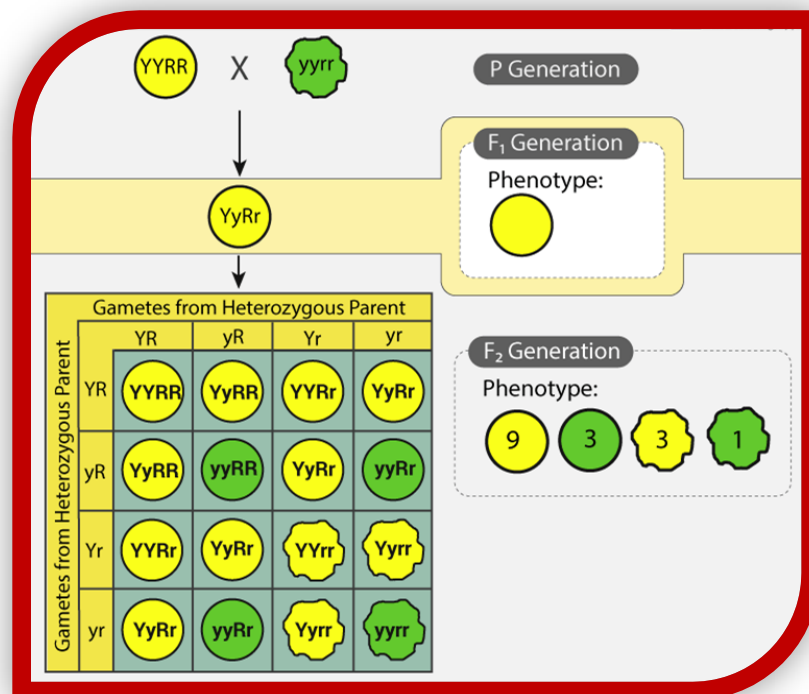 YYRR X yyrr P Generation
F₁ Generation
Phenotype:
YyRr
Gametes from Heterozygous Parent
Gametes from Heterozygous Parent
YR yR Yr yr
YR YYRR YyRR YYRr YyRr
yR YyRR yyRR YyRr yyRr
Yr YYRr YyRr YYrr Yyrr
yr YyRr yyRr Yyrr yyrr
F₂ Generation
Phenotype:
9 3 3 1